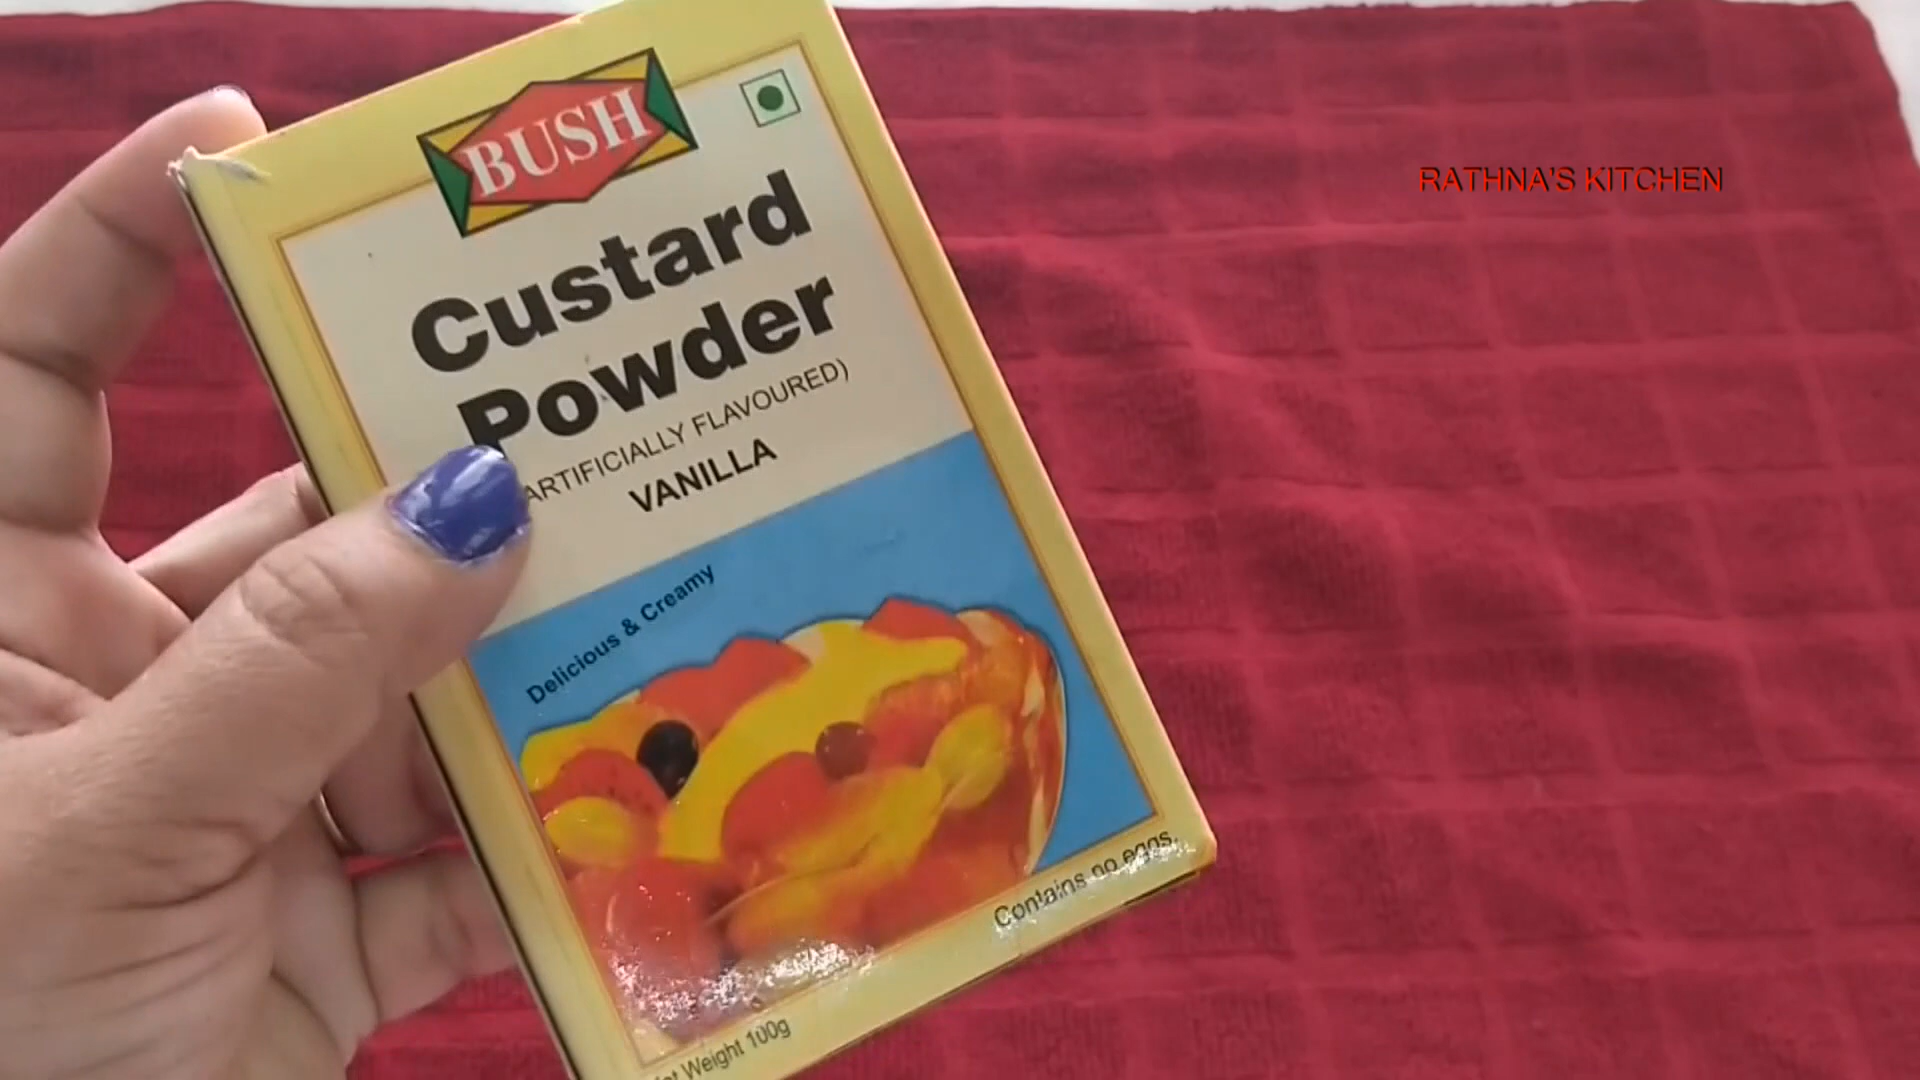 BUSH
Custard
Powder
ARTIFICIALLY FLAVOURED)
VANILLA
Delicious & Creamy
Contains no eggs.
Weight 100g
RATHNA'S KITCHEN